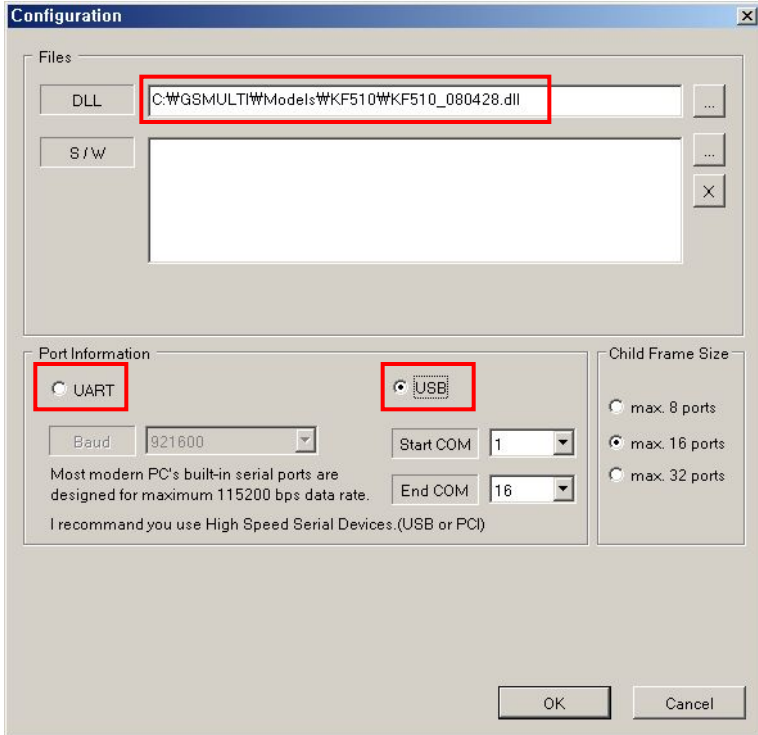 Configuration
Files
DLL
C:₩GSMULTI₩Models₩KF510₩KF510_080428.dll
...
S / W
...
X
Port Information
UART
USB
Baud
921600
Start COM
1
Most modern PC's built-in serial ports are
designed for maximum 115200 bps data rate.
End COM
16
I recommand you use High Speed Serial Devices.(USB or PCI)
Child Frame Size
max. 8 ports
max. 16 ports
max. 32 ports
OK
Cancel